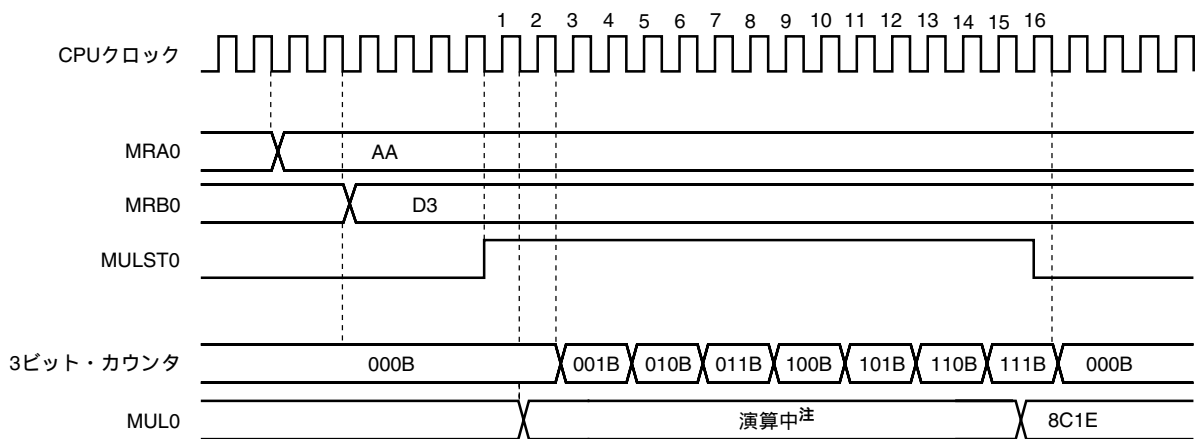 1 2 3 4 5 6 7 8 9 10 11 12 13 14 15 16
CPUクロック
MRA0 AA
MRB0 D3
MULST0
3ビット・カウンタ 000B 001B 010B 011B 100B 101B 110B 111B 000B
MUL0 演算中注 8C1E